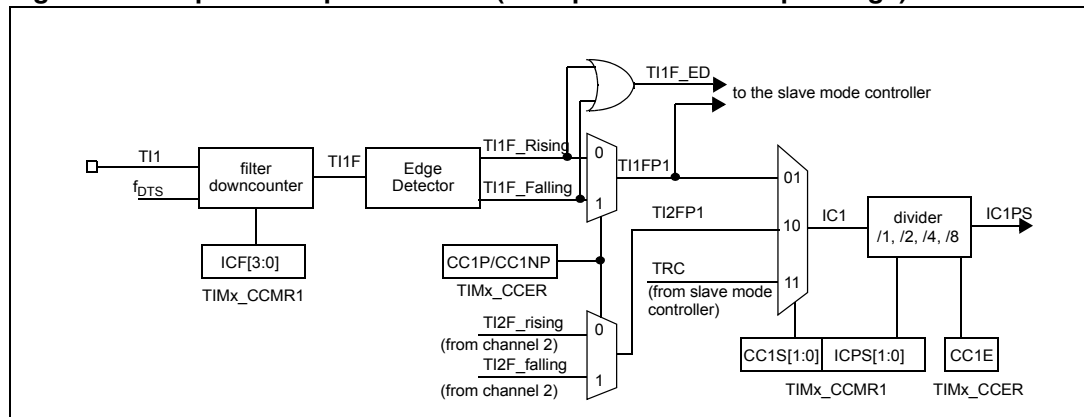 TI1F_ED
to the slave mode controller
TI1
filter
downcounter
f DTS
TI1F
Edge
Detector
TI1F_Rising
TI1F_Falling
0
1
TI1FP1
01
TI2FP1
10
IC1
divider
/1, /2, /4, /8
IC1PS
ICF[3:0]
TIMx_CCMR1
CC1P/CC1NP
TIMx_CCER
TRC
11
(from slave mode
controller)
TI2F_rising
0
(from channel 2)
TI2F_falling
1
(from channel 2)
CC1S[1:0]
ICPS[1:0]
CC1E
TIMx_CCMR1
TIMx_CCER